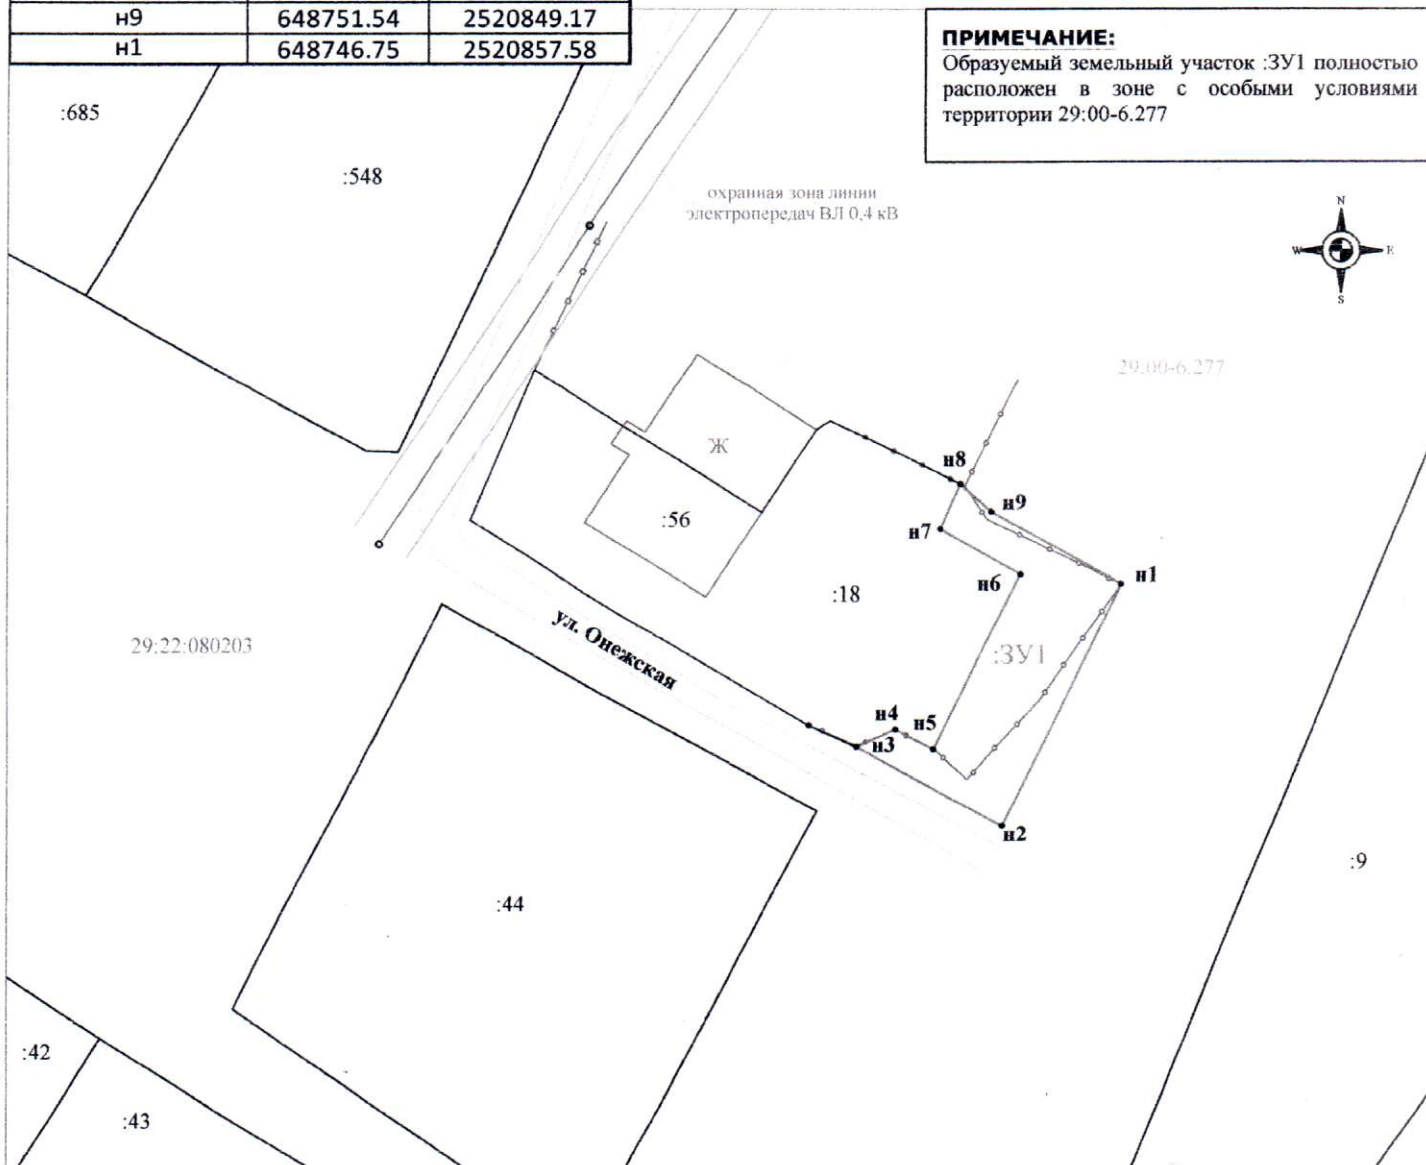 н9 648751.54 2520849.17
н1 648746.75 2520857.58
ПРИМЕЧАНИЕ:
Образуемый земельный участок :ЗУ1 полностью
расположен в зоне с особыми условиями
территории 29:00-6.277
:685
:548
охранная зона линии
электропередач ВЛ 0,4 кВ
N
W E
S
29:00-6.277
Ж
н8
н9
:56
н7
н6
н1
:18
ул. Онежская
29:22:080203
:ЗУ1
н4
н5
н3
н2
:9
:44
:42
:43